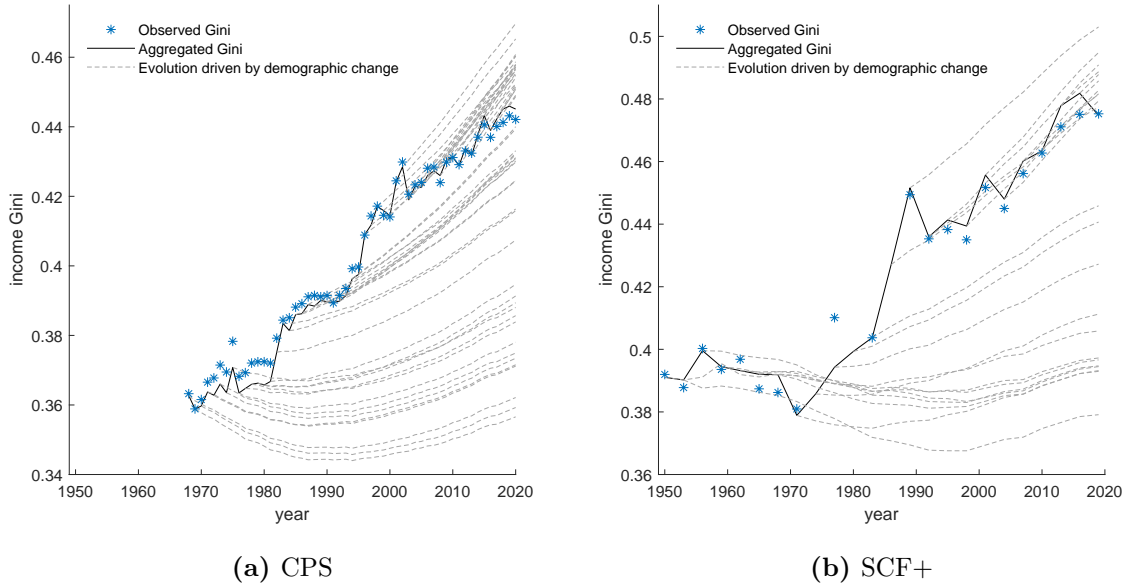 Observed Gini
Aggregated Gini
Evolution driven by demographic change
0.46
0.44
0.42
0.4
0.38
0.36
0.34
income Gini
1950 1960 1970 1980 1990 2000 2010 2020
year
(a) CPS
Observed Gini
Aggregated Gini
Evolution driven by demographic change
0.5
0.48
0.46
0.44
0.42
0.4
0.38
0.36
income Gini
1950 1960 1970 1980 1990 2000 2010 2020
year
(b) SCF+